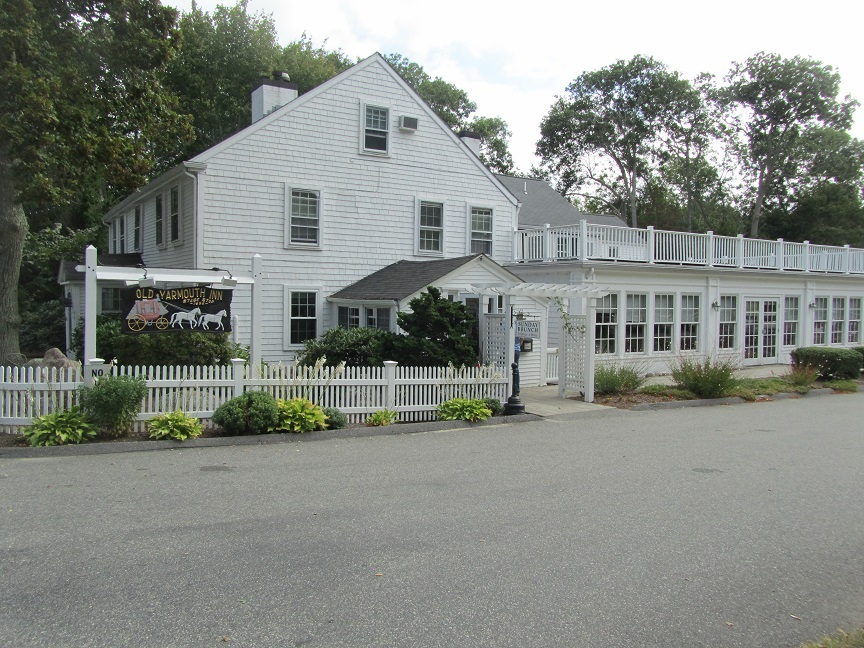 OLD YARMOUTH INN
NO
SUNDAY
BRUNCH